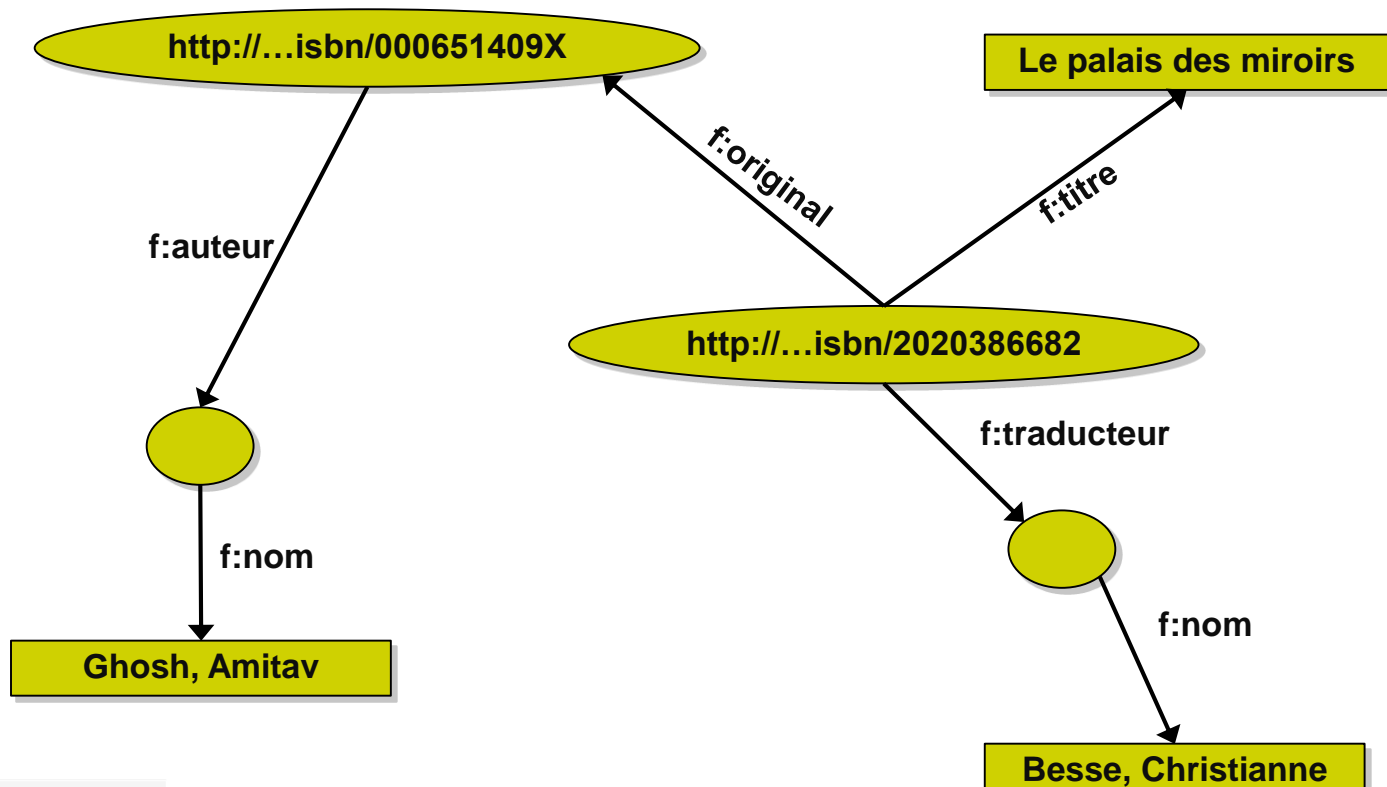 http://…isbn/000651409X
Le palais des miroirs
f:original
f:titre
f:auteur
http://…isbn/2020386682
f:traducteur
f:nom
f:nom
Ghosh, Amitav
Besse, Christianne